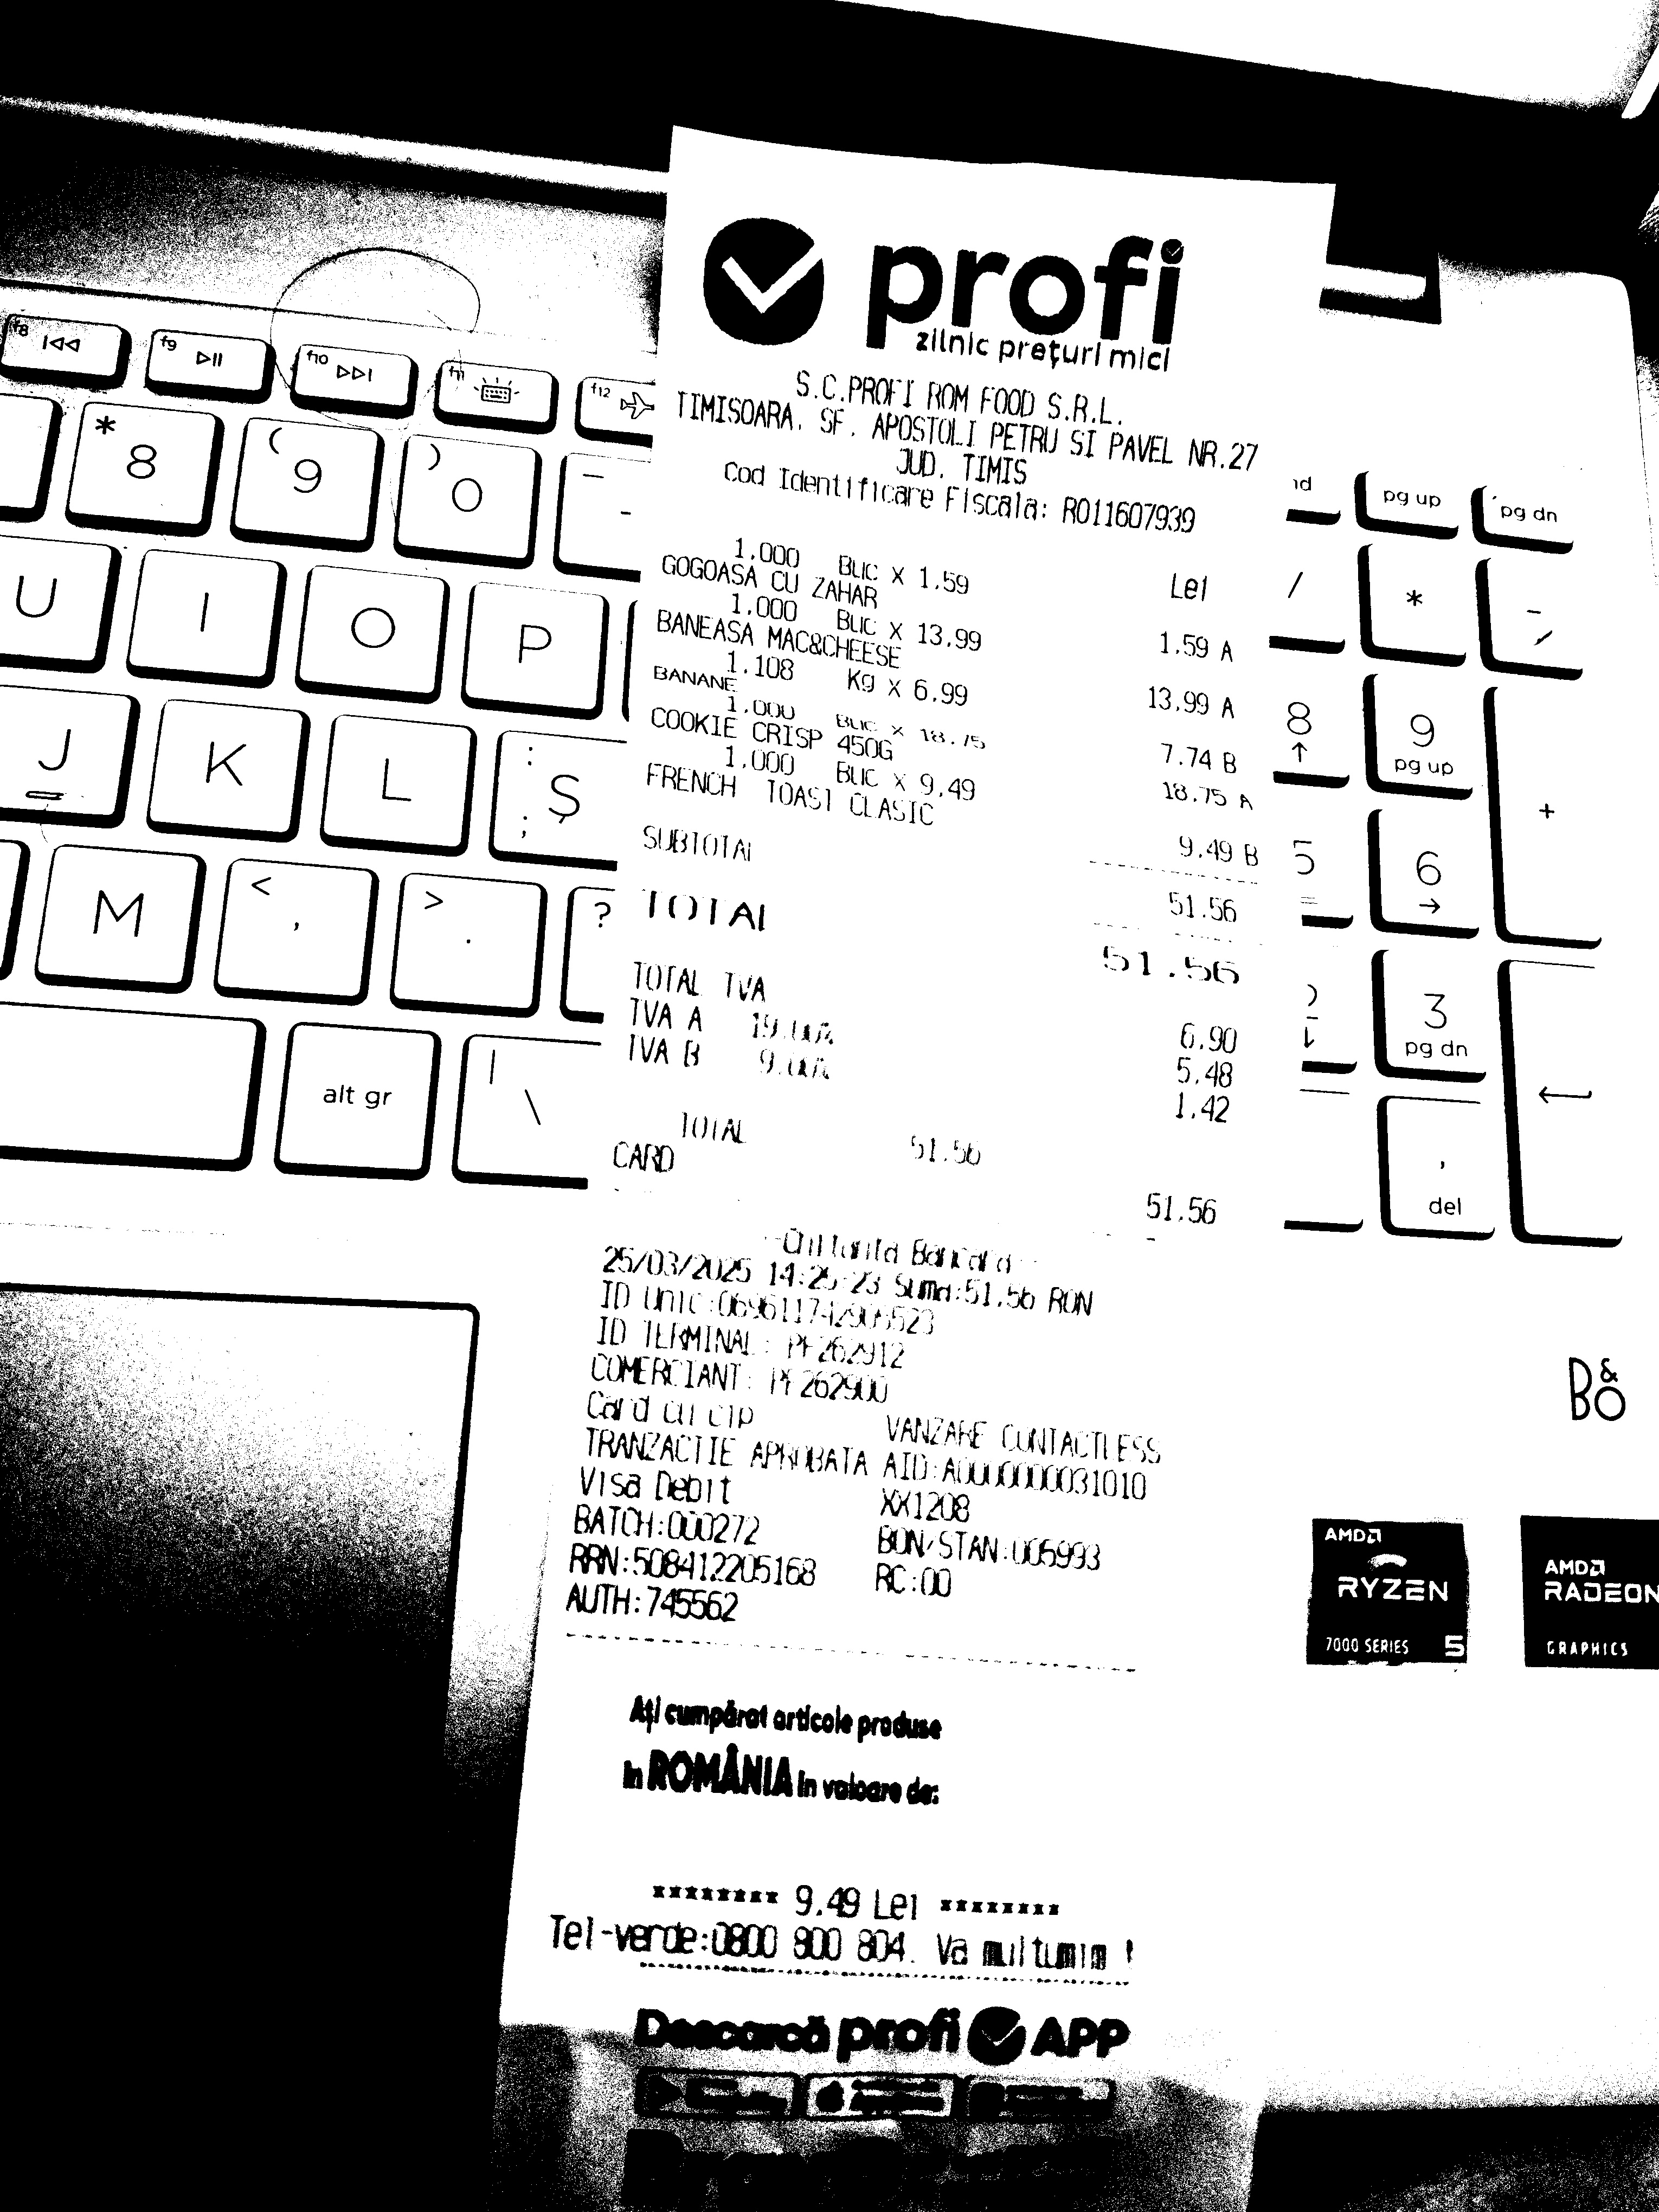 profi
zilnic prețuri mici
S.C.PROFI ROM FOOD S.R.L.
TIMISOARA. SF. APOSTOLI PETRU SI PAVEL NR.27
JUD. TIMIS
Cod Identificare Fiscala: RO11607939
Lei
1.000 BUC X 1.59
GOGOASA CU ZAHAR 1.59 A
1.000 BUC X 13.99
BANEASA MAC&CHEESE 13.99 A
1.108 Kg X 6.99
BANANE 7.74 B
1.000 BUC X 18.75
COOKIE CRISP 450G 18.75 A
1.000 BUC X 9.49
FRENCH TOAST CLASIC 9.49 B
SUBTOTAL 51.56
TOTAL 51.56
TOTAL TVA 6.90
TVA A 19.00% 5.48
TVA B 9.00% 1.42
TOTAL 51.56
CARD 51.56
Chitanta Bancara
25/03/2025 14:25:23 Suma:51.56 RON
ID Unic:
ID TERMINAL: PF262912
COMERCIANT: PF262900
Card cu cip VANZARE CONTACTLESS
TRANZACTIE APROBATA AID:A0000000031010
Visa Debit XX1208
BATCH:000272 BON/STAN:005993
RRN:508412205168 RC:00
AUTH:745562
Ați cumpărat articole produse
în ROMÂNIA în valoare de:
******** 9.49 Lei ********
Tel-verde:0800 800 804. Va multumim !
Descarcă profi APP
f8
f9
f10
f11
f12
* 8
( 9
) 0
_ -
pg up
pg dn
U
I
O
P
/
*
-
J
K
L
: ; Ș
8
9 pg up
+
M
< ,
> .
?
5
6
alt gr
| \
2
3 pg dn
, del
B&O
AMD
RYZEN
7000 SERIES 5
AMD
RADEON
GRAPHICS